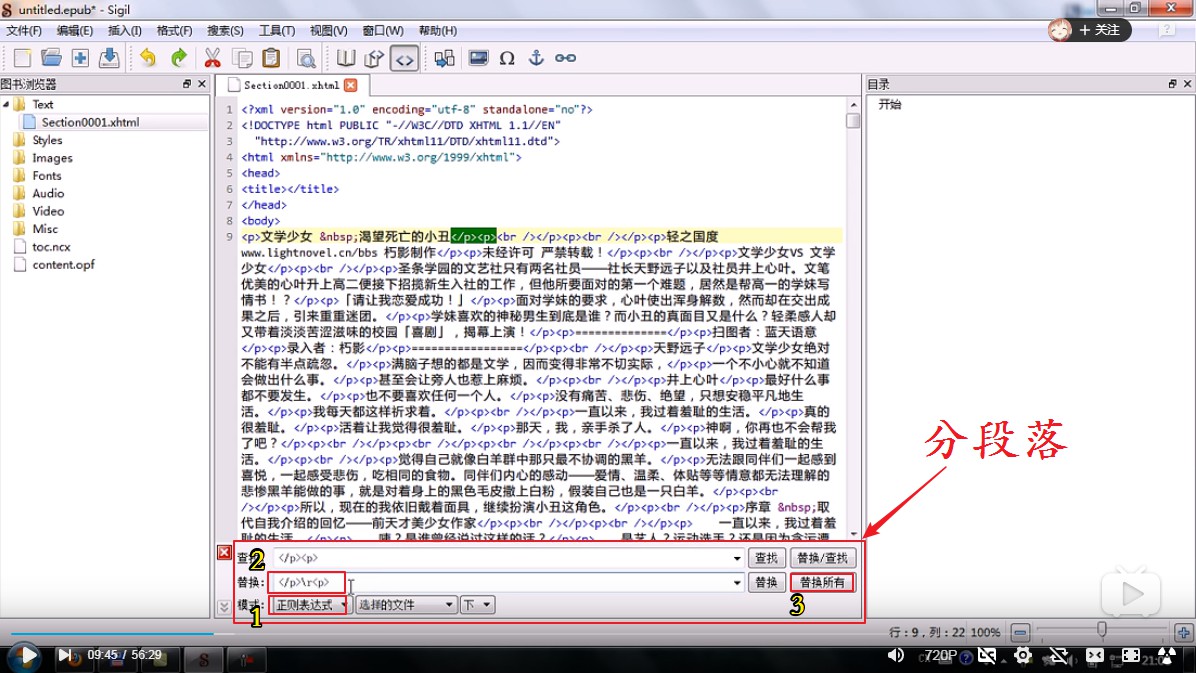 untitled.epub* - Sigil
文件(F) 编辑(E) 插入(I) 格式(F) 搜索(S) 工具(T) 视图(V) 窗口(W) 帮助(H)
+ 关注
图书浏览器
Text
Section0001.xhtml
Styles
Images
Fonts
Audio
Video
Misc
toc.ncx
content.opf
Section0001.xhtml
1 <?xml version="1.0" encoding="utf-8" standalone="no"?>
2 <!DOCTYPE html PUBLIC "-//W3C//DTD XHTML 1.1//EN"
3 "http://www.w3.org/TR/xhtml11/DTD/xhtml11.dtd">
4 <html xmlns="http://www.w3.org/1999/xhtml">
5 <head>
6 <title></title>
7 </head>
8 <body>
9 <p>文学少女 &nbsp;渴望死亡的小丑</p><p><br /></p><p><br /></p><p>轻之国度
www.lightnovel.cn/bbs 朽影制作</p><p>未经许可 严禁转载！</p><p><br /></p><p>文学少女VS 文学
少女</p><p><br /></p><p>圣条学园的文艺社只有两名社员——社长天野远子以及社员井上心叶。文笔
优美的心叶升上高二便接下招揽新生入社的工作，但他所要面对的第一个难题，居然是帮高一的学妹写
情书！？</p><p>「请让我恋爱成功！」</p><p>面对学妹的要求，心叶使出浑身解数，然而却在交出成
果之后，引来重重迷团。</p><p>学妹喜欢的神秘男生到底是谁？而小丑的真面目又是什么？轻柔感人却
又带着淡淡苦涩滋味的校园「喜剧」，揭幕上演！</p><p>==============</p><p>扫图者：蓝天语意
</p><p>录入者：朽影</p><p>=================</p><p><br /></p><p>天野远子</p><p>文学少女绝对
不能有半点疏忽。</p><p>满脑子想的都是文学，因而变得非常不切实际，</p><p>一个不小心就不知道
会做出什么事。</p><p>甚至会让旁人也惹上麻烦。</p><p><br /></p><p>井上心叶</p><p>最好什么事
都不要发生。</p><p>也不要喜欢任何一个人。</p><p>没有痛苦、悲伤、绝望，只想安稳平凡地生
活。</p><p>我每天都这样祈求着。</p><p><br /></p><p>一直以来，我过着羞耻的生活。</p><p>真的
很羞耻。</p><p>活着让我觉得很羞耻。</p><p>那天，我，亲手杀了人。</p><p>神啊，你再也不会帮我
了吧？</p><p><br /></p><p><br /></p><p><br /></p><p>一直以来，我过着羞耻的生
活。</p><p><br /></p><p>觉得自己就像白羊群中那只最不协调的黑羊。</p><p>无法跟同伴们一起感到
喜悦，一起感受悲伤，吃相同的食物。同伴们内心的感动——爱情、温柔、体贴等等情意都无法理解的
悲惨黑羊能做的事，就是对着身上的黑色毛皮撒上白粉，假装自己也是一只白羊。</p><p><br
/></p><p>所以，现在的我依旧戴着面具，继续扮演小丑这角色。</p><p><br /></p><p>序章 &nbsp;取
代自我介绍的回忆——前天才美少女作家</p><p><br /></p><p><br /></p><p>　　一直以来，我过着羞
耻的生活。</p><p>　　咦？是谁曾经说过这样的话？</p><p>　　是艺人？运动选手？还是因为贪污遭
目录
开始
分段落
查找: </p><p> 查找 替换/查找
2
替换: </p>\r<p> 替换 替换所有
模式: 正则表达式 选择的文件 下
1
3
行：9，列：22 100%
09:45 / 56:29
720P